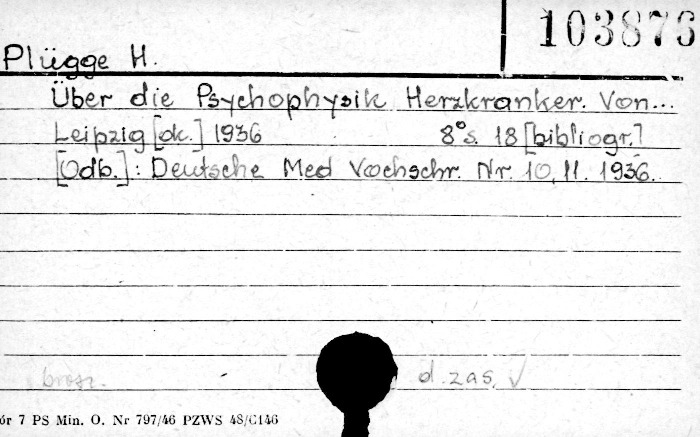 103876
Plügge H.
Über die Psychophysik Herzkranker. Von...
Leipzig [dk.] 1936 8° s. 18 [bibliogr.]
[Odb.]: Deutsche Med Wochschr. Nr. 10, 11. 1936.
brosz. d. zas. √
ór 7 PS Min. O. Nr 797/46 PZWS 48/C146